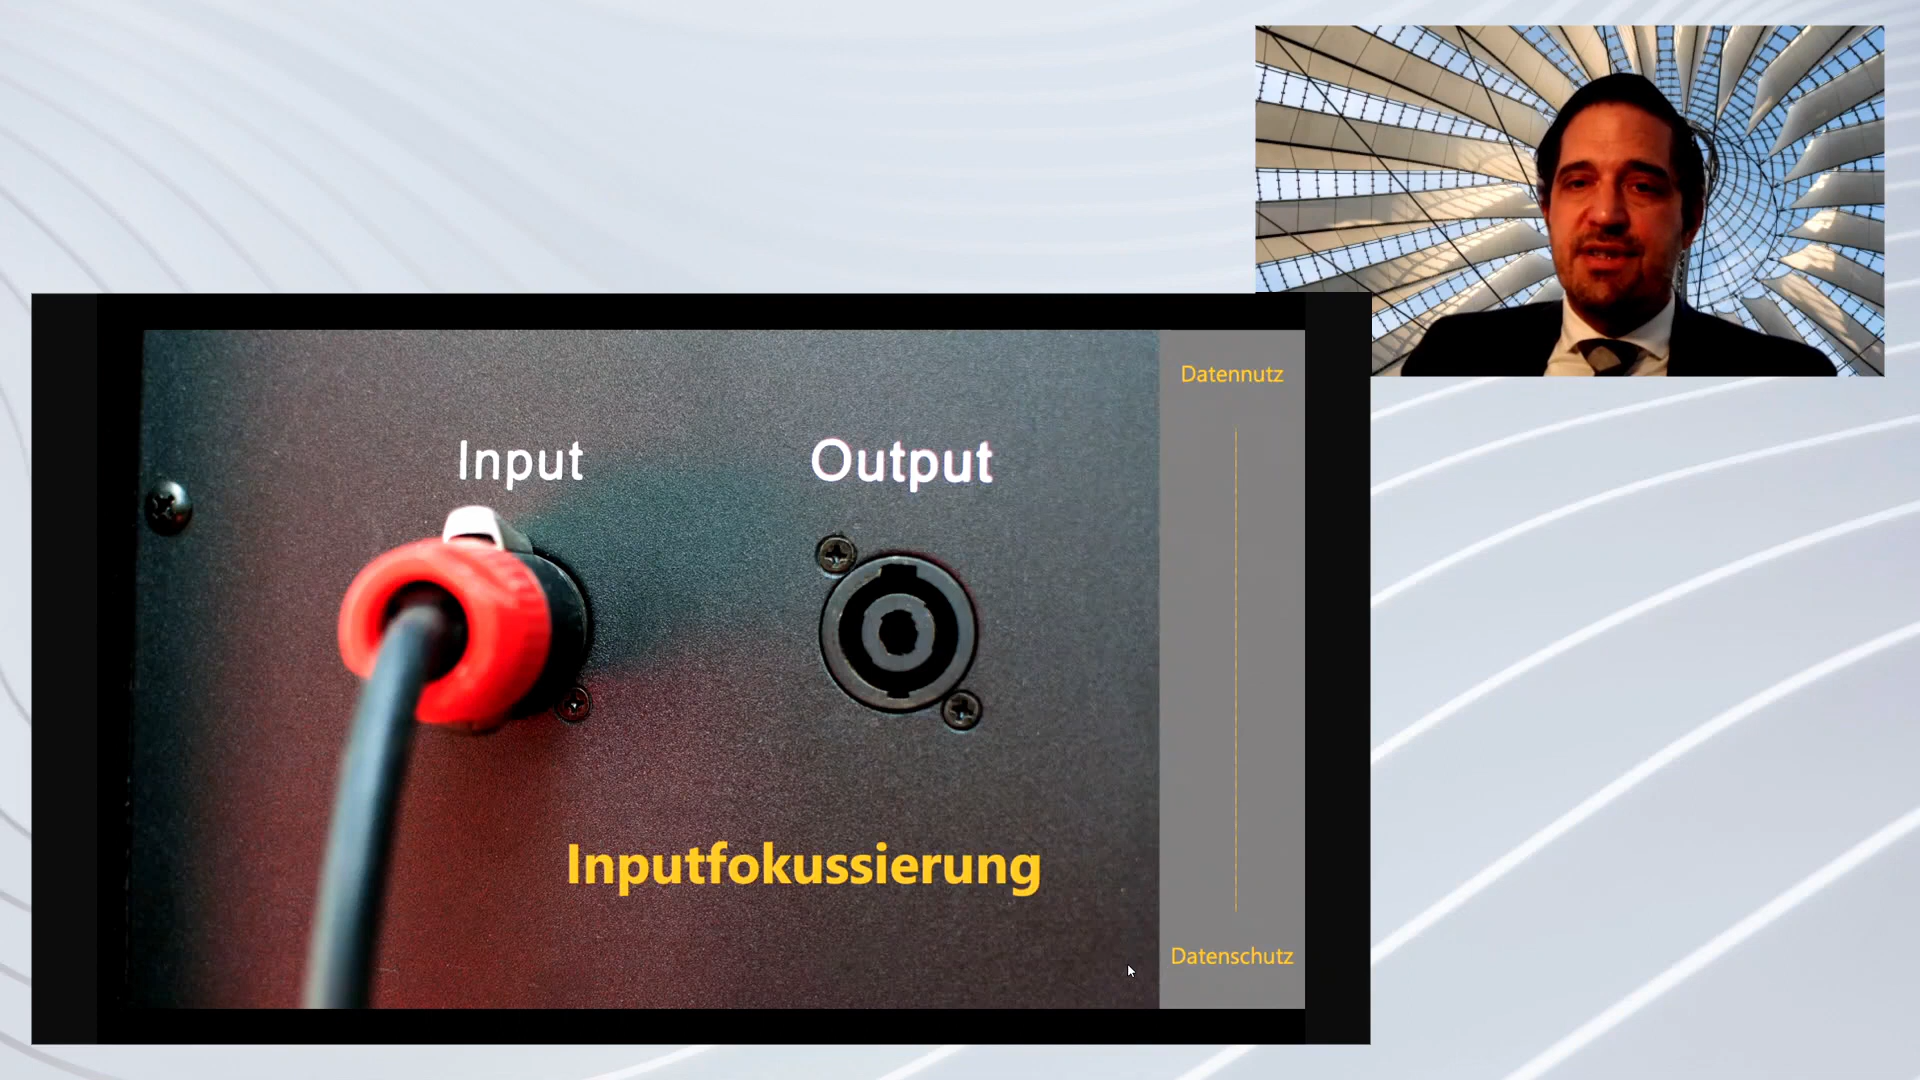 Datennutz
Input
Output
Inputfokussierung
Datenschutz